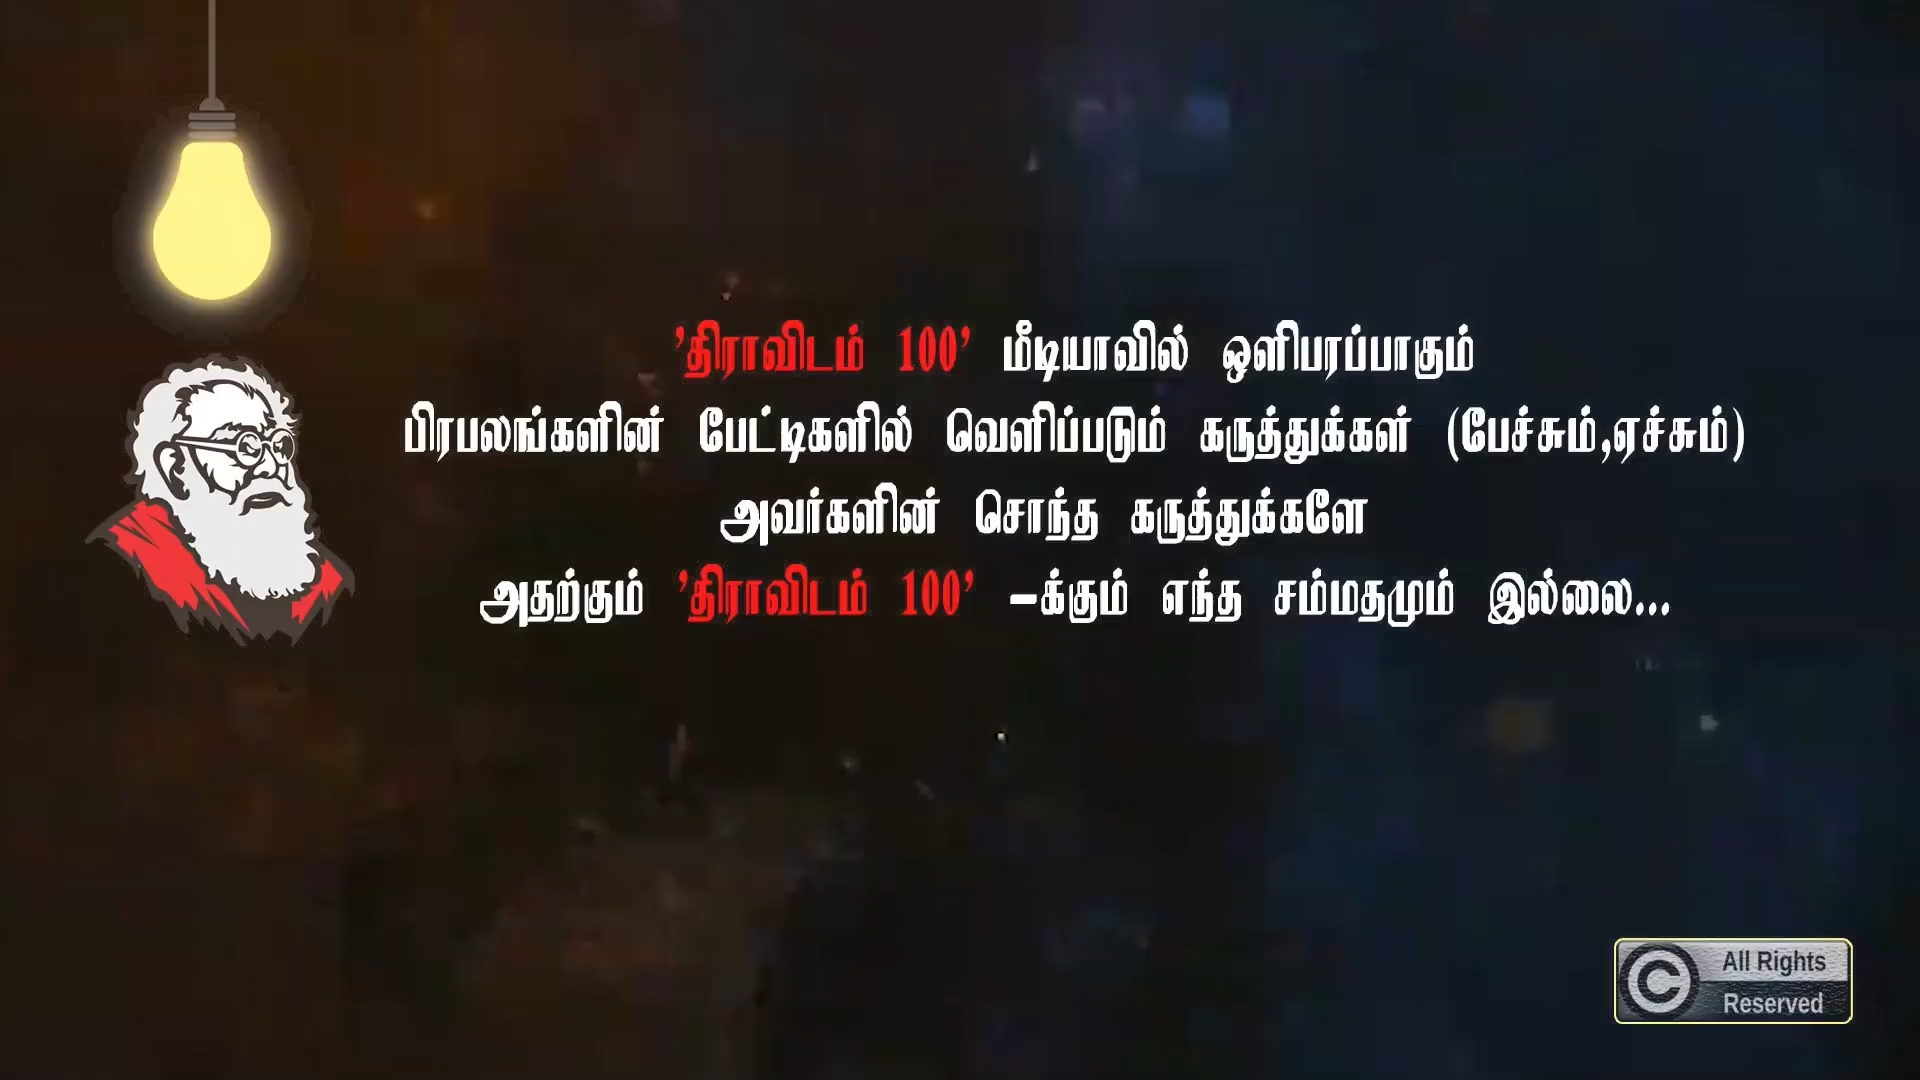 'திராவிடம் 100' மீடியாவில் ஒளிபரப்பாகும்
பிரபலங்களின் பேட்டிகளில் வெளிப்படும் கருத்துக்கள் (பேச்சும்,ஏச்சும்)
அவர்களின் சொந்த கருத்துக்களே
அதற்கும் 'திராவிடம் 100' -க்கும் எந்த சம்மதமும் இல்லை...
© All Rights
Reserved